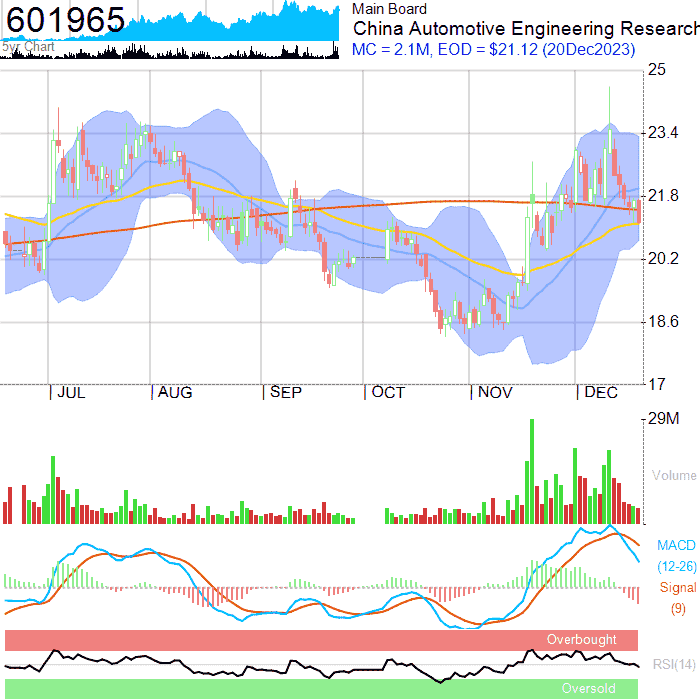 601965
5yr Chart
Main Board
China Automotive Engineering Research
MC = 2.1M, EOD = $21.12 (20Dec2023)
25
23.4
21.8
20.2
18.6
17
JUL AUG SEP OCT NOV DEC
29M
Volume
MACD
(12-26)
Signal
(9)
Overbought
RSI(14)
Oversold